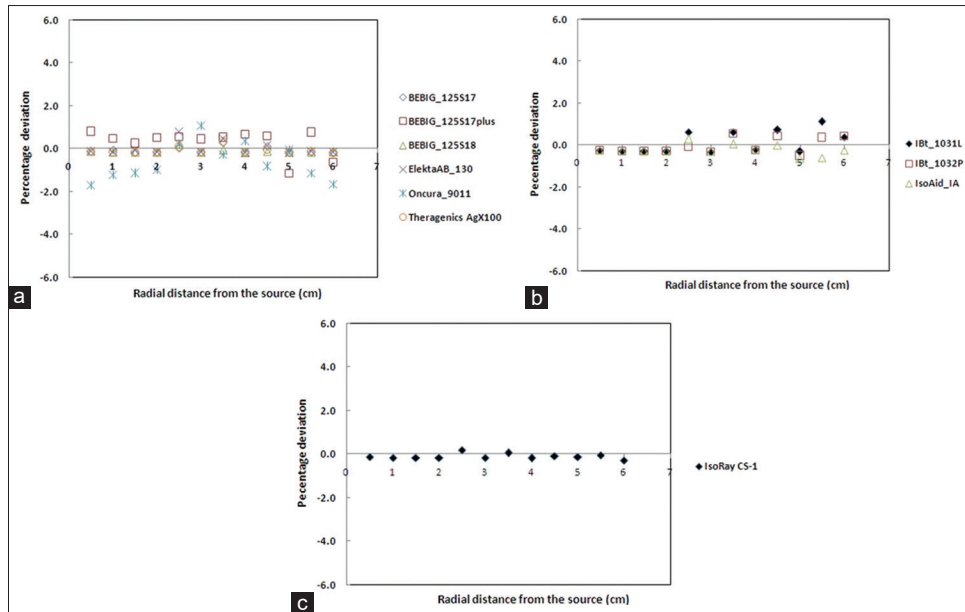 6.0
4.0
2.0
0.0
-2.0
-4.0
-6.0
0
1
2
3
4
5
6
7
Percentage deviation
Radial distance from the source (cm)
BEBIG_125S17
BEBIG_125S17plus
BEBIG_125S18
ElektaAB_130
Oncura_9011
Theragenics AgX100
a
6.0
4.0
2.0
0.0
-2.0
-4.0
-6.0
0
1
2
3
4
5
6
7
Pecentage deviation
Radial distance from the source (cm)
IBt_1031L
IBt_1032P
IsoAid_IA
b
6.0
4.0
2.0
0.0
-2.0
-4.0
-6.0
0
1
2
3
4
5
6
7
Pecentage deviation
Radial distance from the source (cm)
IsoRay CS-1
c